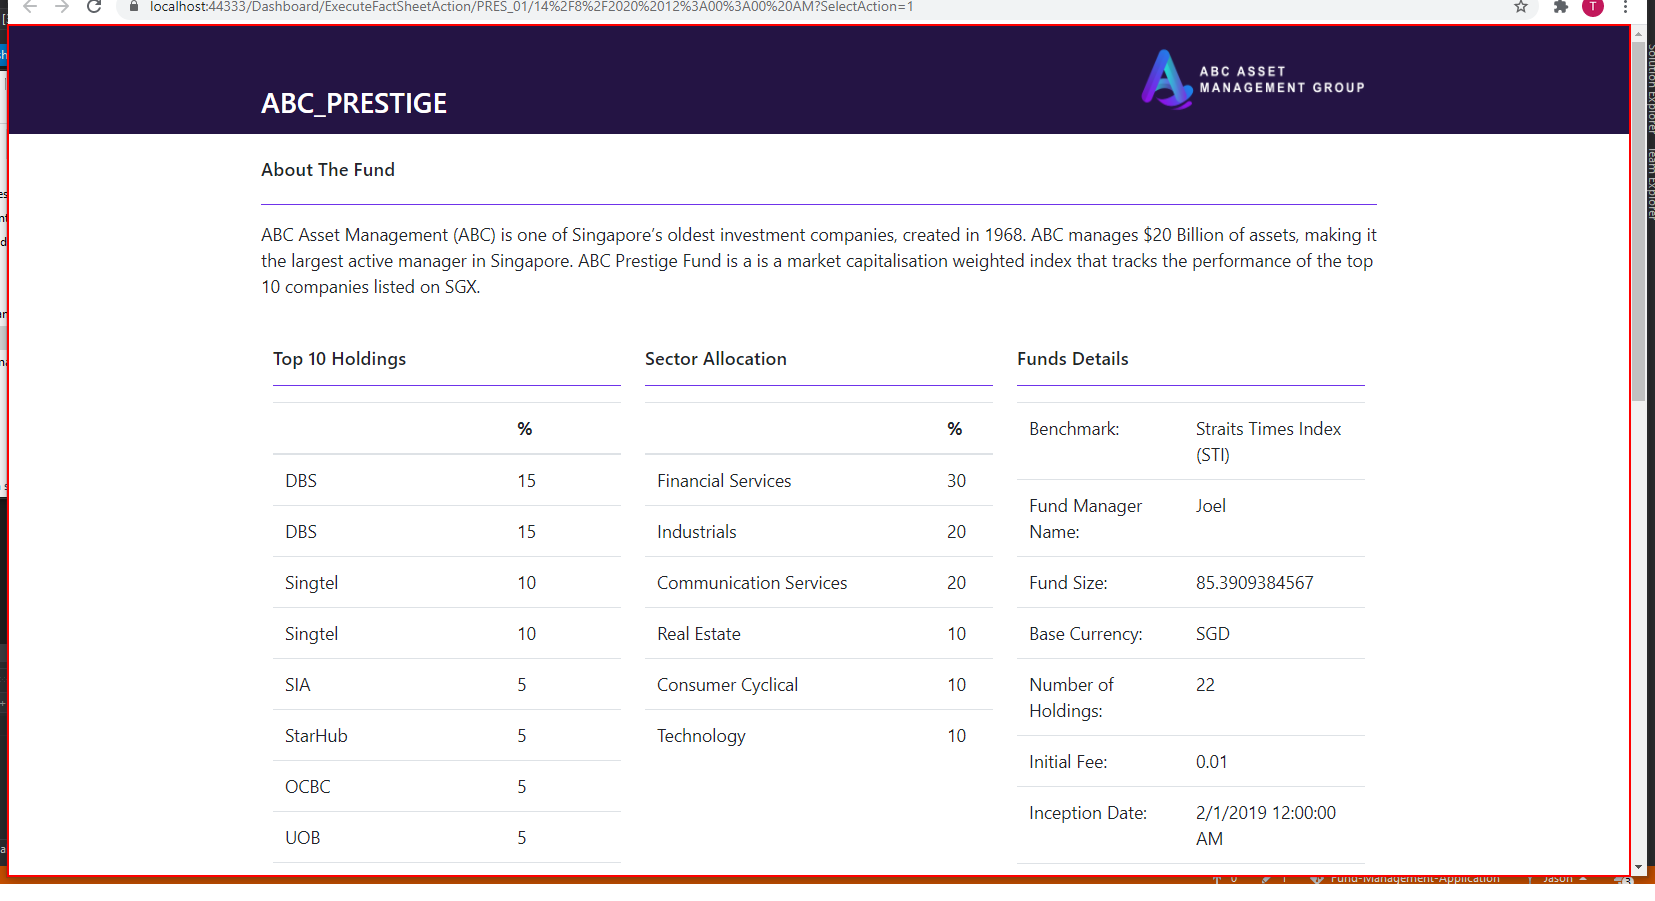 localhost:44333/Dashboard/ExecuteFactSheetAction/PRES_01/14%2F8%2F2020%2012%3A00%3A00%20AM?SelectAction=1
T
Solution Explorer
Team Explorer
ABC_PRESTIGE
ABC ASSET
MANAGEMENT GROUP
About The Fund
ABC Asset Management (ABC) is one of Singapore’s oldest investment companies, created in 1968. ABC manages $20 Billion of assets, making it
the largest active manager in Singapore. ABC Prestige Fund is a is a market capitalisation weighted index that tracks the performance of the top
10 companies listed on SGX.
Top 10 Holdings
%
DBS 15
DBS 15
Singtel 10
Singtel 10
SIA 5
StarHub 5
OCBC 5
UOB 5
Sector Allocation
%
Financial Services 30
Industrials 20
Communication Services 20
Real Estate 10
Consumer Cyclical 10
Technology 10
Funds Details
Benchmark: Straits Times Index
(STI)
Fund Manager Joel
Name:
Fund Size: 85.3909384567
Base Currency: SGD
Number of 22
Holdings:
Initial Fee: 0.01
Inception Date: 2/1/2019 12:00:00
AM
0 1 Fund-Management-Application Jason 3